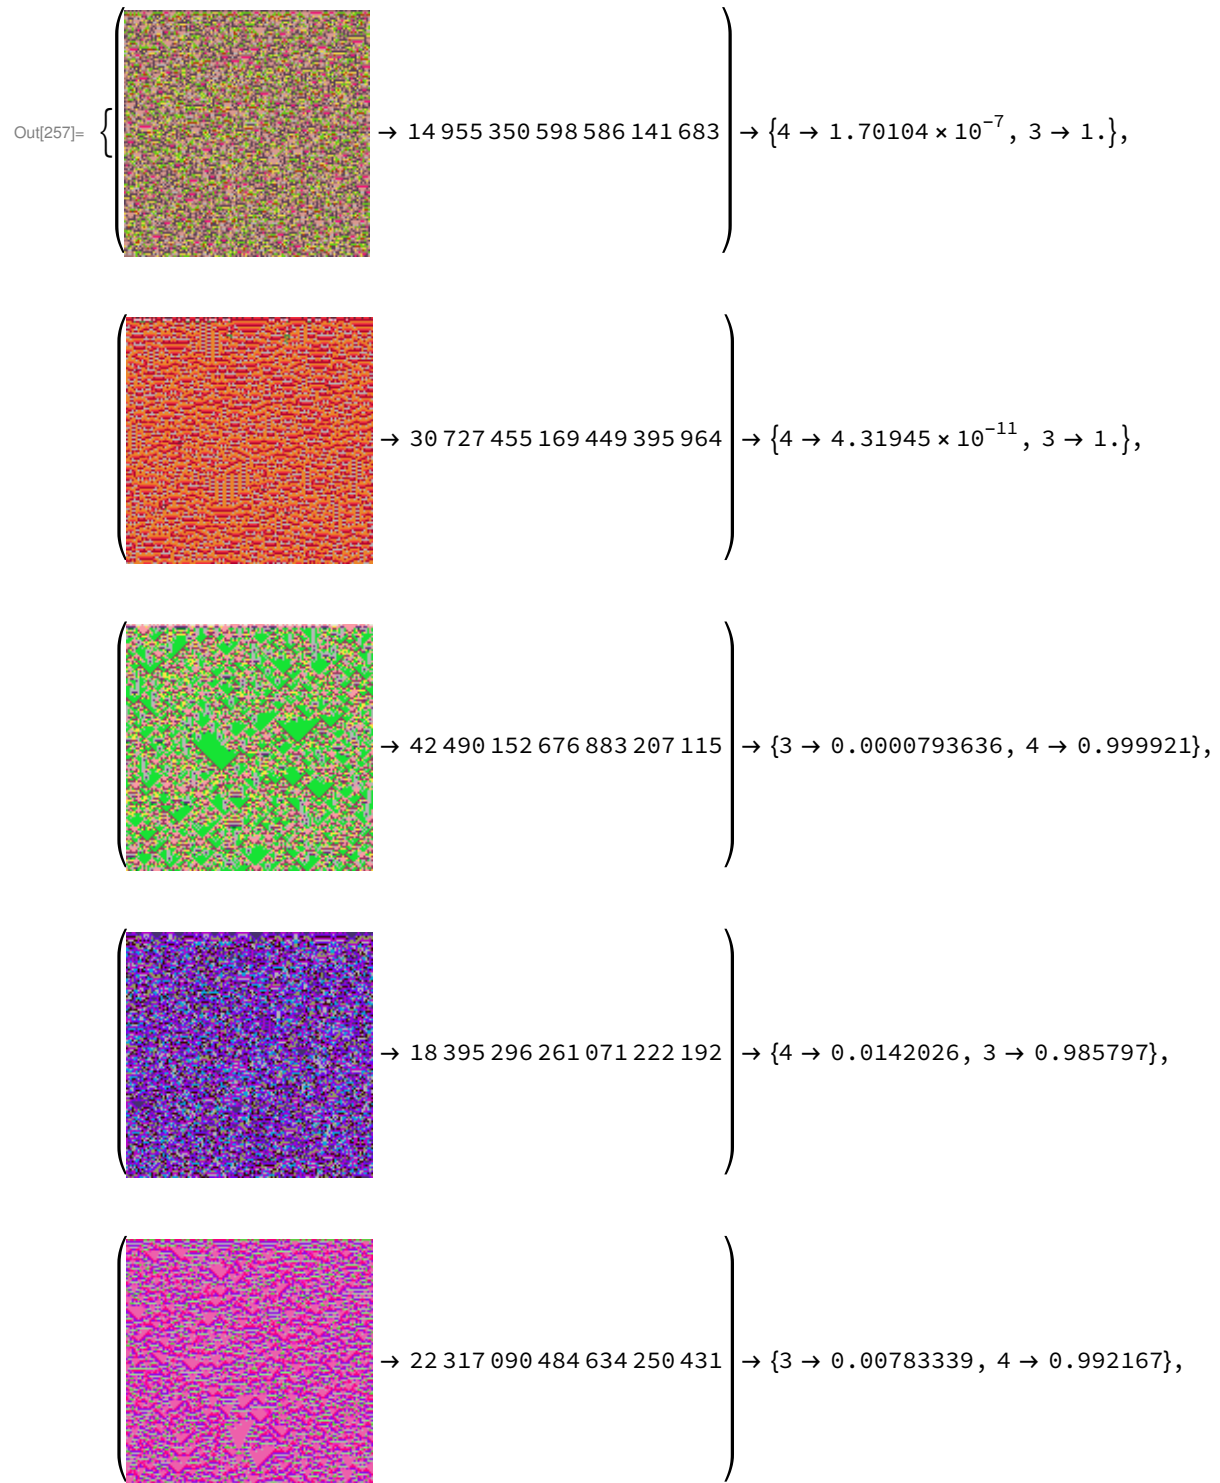 Out[257]= {( → 14 955 350 598 586 141 683) → {4 → 1.70104 × 10^-7, 3 → 1.},
( → 30 727 455 169 449 395 964) → {4 → 4.31945 × 10^-11, 3 → 1.},
( → 42 490 152 676 883 207 115) → {3 → 0.0000793636, 4 → 0.999921},
( → 18 395 296 261 071 222 192) → {4 → 0.0142026, 3 → 0.985797},
( → 22 317 090 484 634 250 431) → {3 → 0.00783339, 4 → 0.992167},